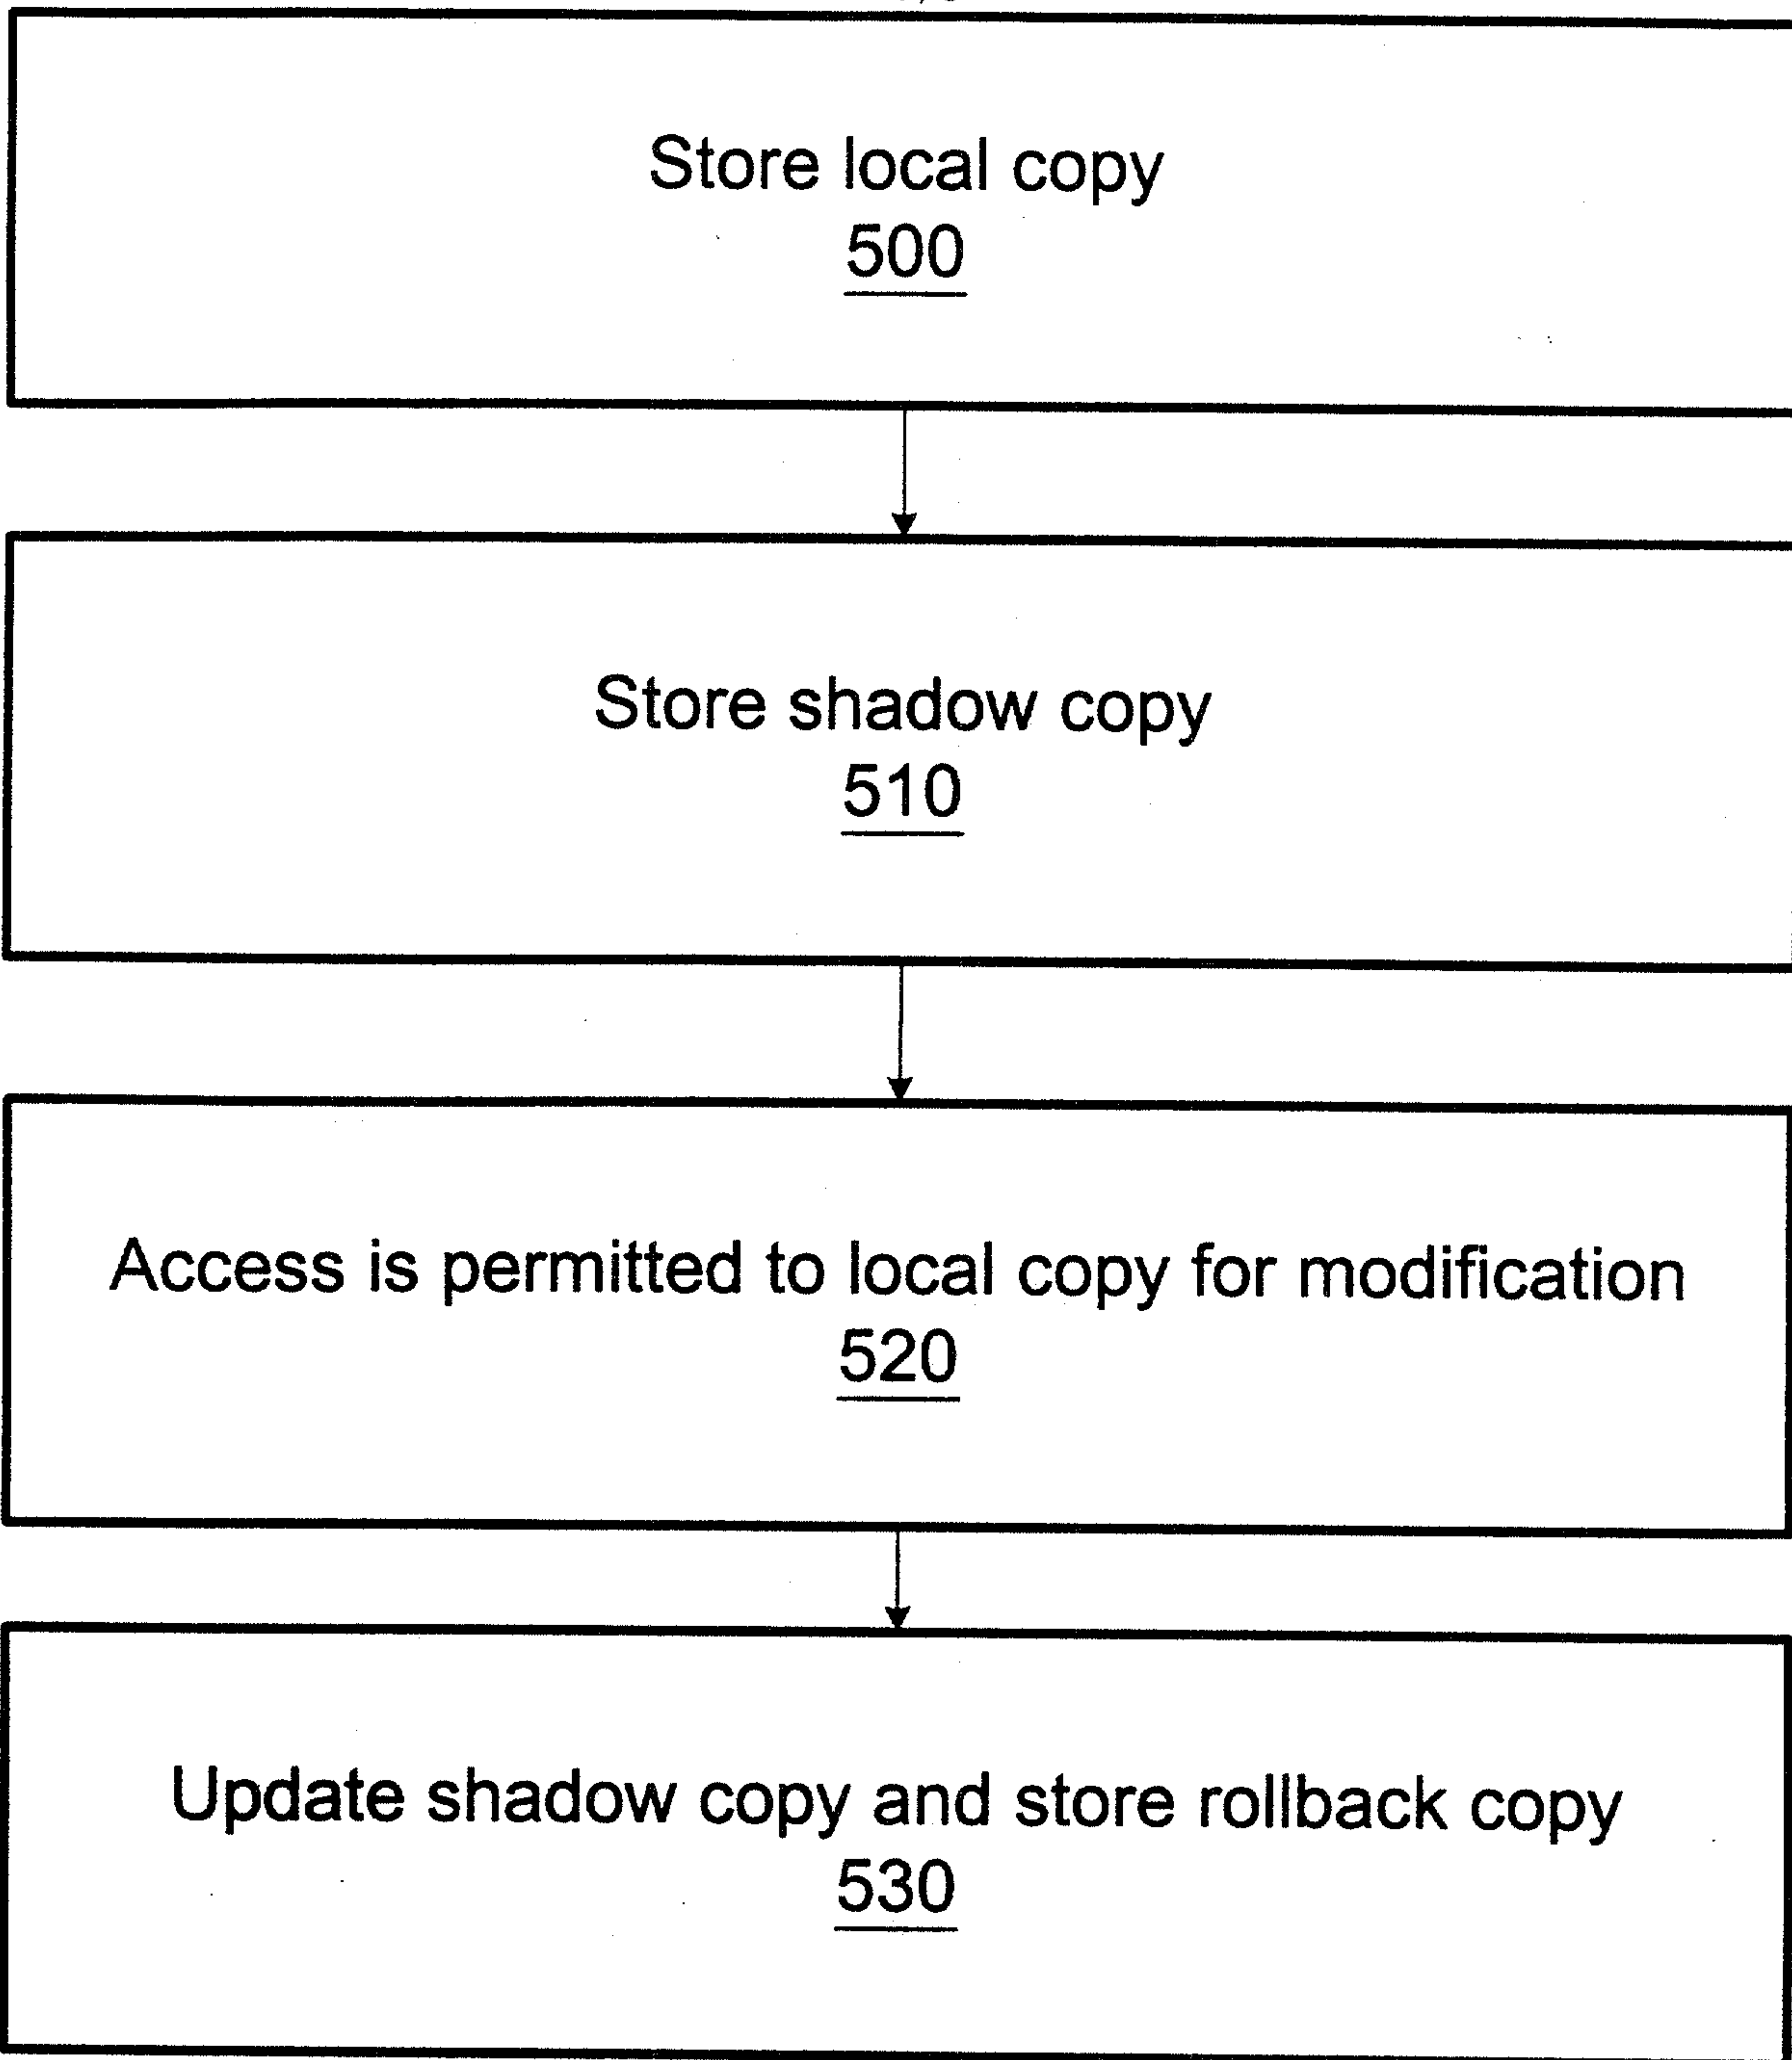 Store local copy
500
Store shadow copy
510
Access is permitted to local copy for modification
520
Update shadow copy and store rollback copy
530